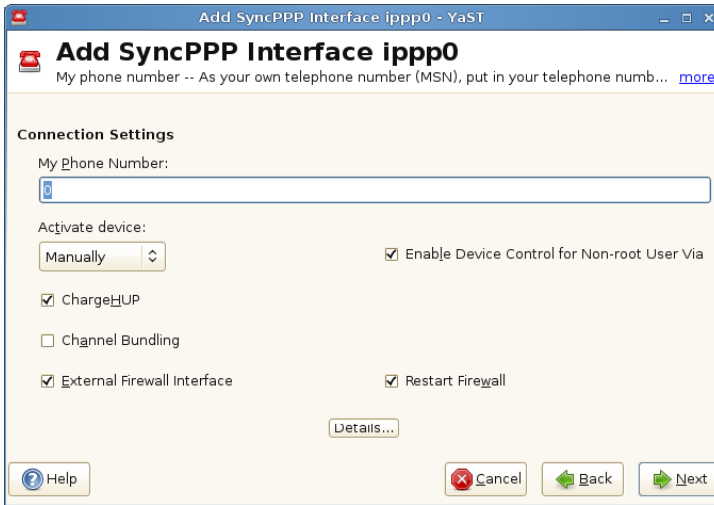 Add SyncPPP Interface ippp0 - YaST
Add SyncPPP Interface ippp0
My phone number -- As your own telephone number (MSN), put in your telephone numb... more
Connection Settings
My Phone Number:
0
Activate device:
Manually
Enable Device Control for Non-root User Via
ChargeHUP
Channel Bundling
External Firewall Interface
Restart Firewall
Details...
Help
Cancel
Back
Next